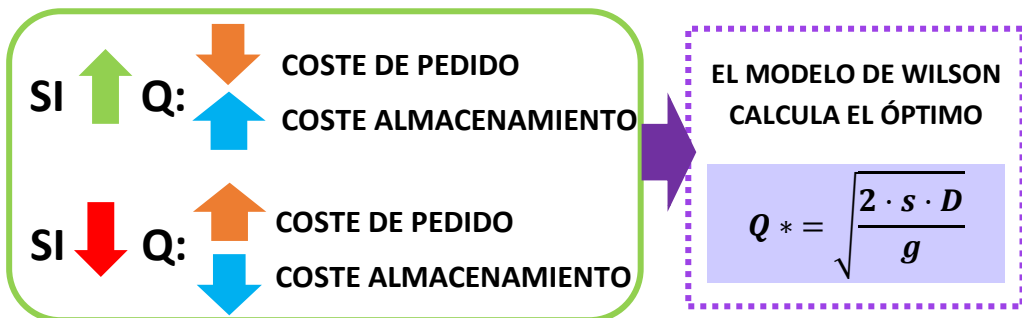 SI Q:
COSTE DE PEDIDO
COSTE ALMACENAMIENTO
SI Q:
COSTE DE PEDIDO
COSTE ALMACENAMIENTO
EL MODELO DE WILSON
CALCULA EL ÓPTIMO
Q * = √(2 · s · D / g)